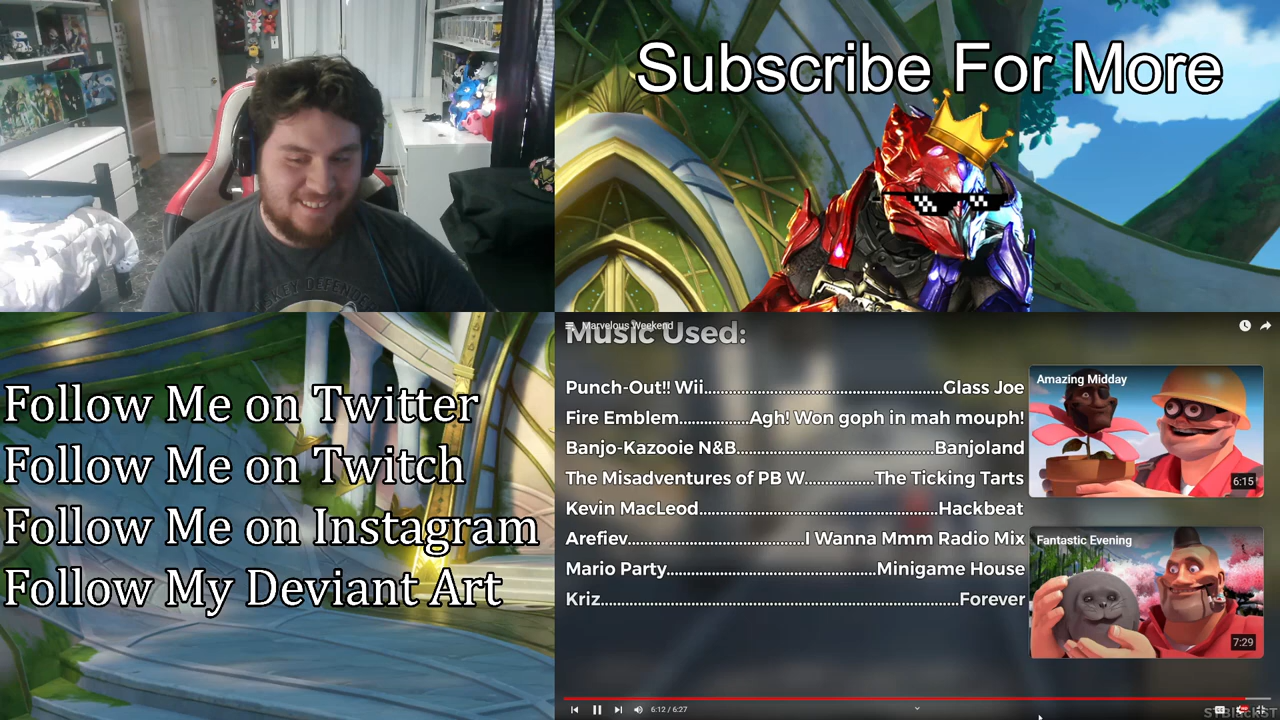 Subscribe For More
KEY DEFENDER
Follow Me on Twitter
Follow Me on Twitch
Follow Me on Instagram
Follow My Deviant Art
Marvelous Weekend
Music Used:
Punch-Out!! Wii..........................................................Glass Joe
Fire Emblem.................Agh! Won goph in mah mouph!
Banjo-Kazooie N&B................................................Banjoland
The Misadventures of PB W.................The Ticking Tarts
Kevin MacLeod..........................................................Hackbeat
Arefiev...........................................I Wanna Mmm Radio Mix
Mario Party...................................................Minigame House
Kriz.....................................................................................Forever
Amazing Midday
6:15
Fantastic Evening
7:29
6:12 / 6:27
STBlackST